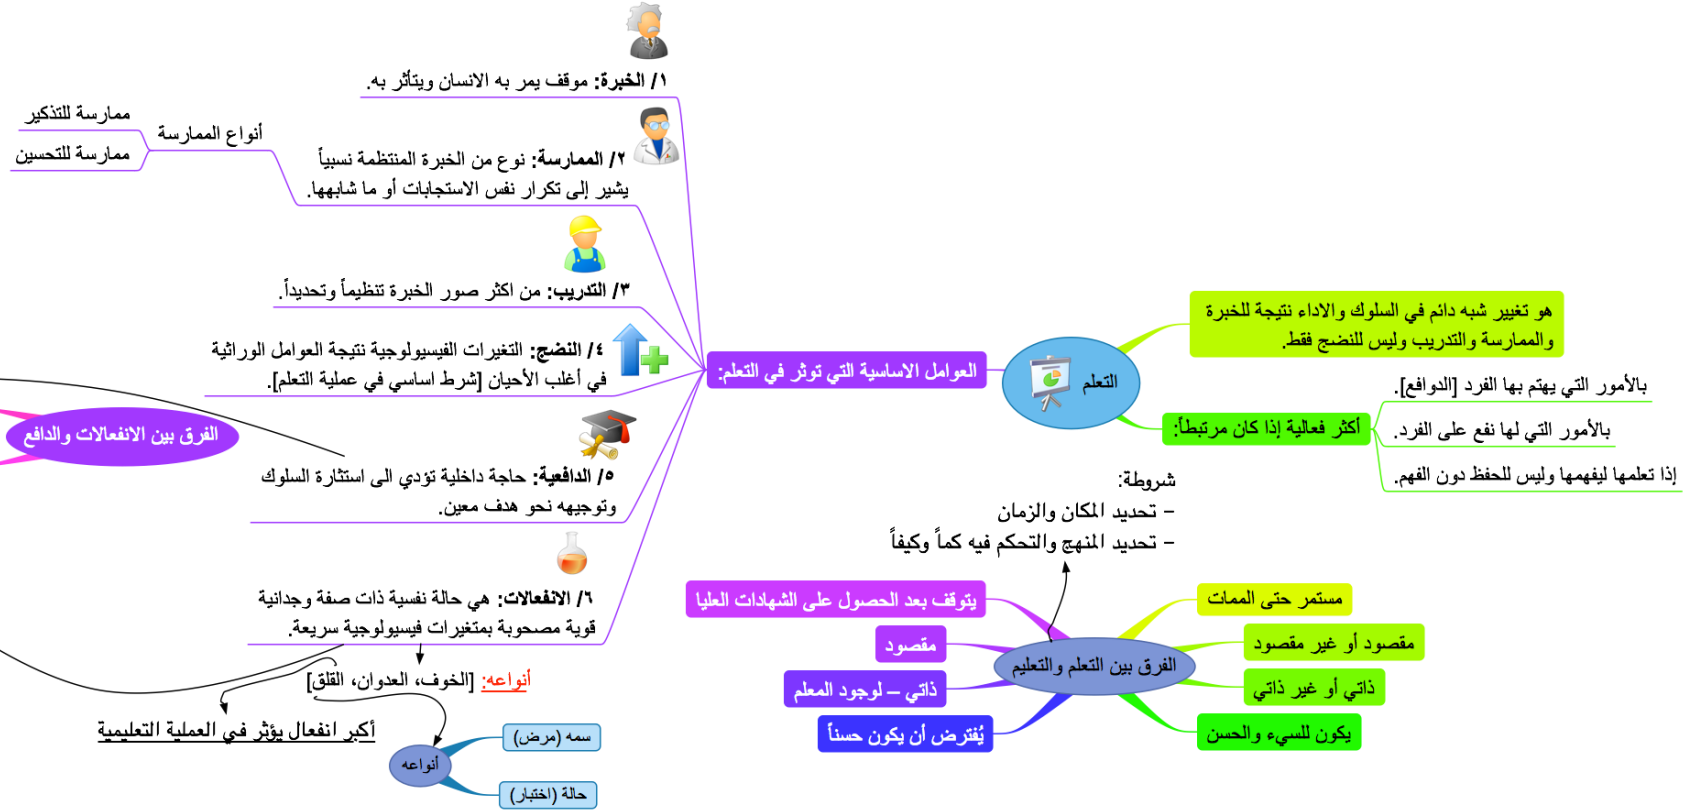 التعلم
هو تغيير شبه دائم في السلوك والاداء نتيجة للخبرة
والممارسة والتدريب وليس للنضج فقط.
أكثر فعالية إذا كان مرتبطاً:
بالأمور التي يهتم بها الفرد [الدوافع].
بالأمور التي لها نفع على الفرد.
إذا تعلمها ليفهمها وليس للحفظ دون الفهم.
العوامل الاساسية التي توثر في التعلم:
١/ الخبرة: موقف يمر به الانسان ويتأثر به.
٢/ الممارسة: نوع من الخبرة المنتظمة نسبياً
يشير إلى تكرار نفس الاستجابات أو ما شابهها.
أنواع الممارسة
ممارسة للتذكير
ممارسة للتحسين
٣/ التدريب: من اكثر صور الخبرة تنظيماً وتحديداً.
٤/ النضج: التغيرات الفيسيولوجية نتيجة العوامل الوراثية
في أغلب الأحيان [شرط اساسي في عملية التعلم].
٥/ الدافعية: حاجة داخلية تؤدي الى استثارة السلوك
وتوجيهه نحو هدف معين.
٦/ الانفعالات: هي حالة نفسية ذات صفة وجدانية
قوية مصحوبة بمتغيرات فيسيولوجية سريعة.
أنواعه: [الخوف، العدوان، القلق]
أكبر انفعال يؤثر في العملية التعليمية
أنواعه
سمه (مرض)
حالة (اختبار)
الفرق بين الانفعالات والدافع
الفرق بين التعلم والتعليم
شروطة:
– تحديد المكان والزمان
– تحديد المنهج والتحكم فيه كماً وكيفاً
مستمر حتى الممات
مقصود أو غير مقصود
ذاتي أو غير ذاتي
يكون للسيء والحسن
يتوقف بعد الحصول على الشهادات العليا
مقصود
ذاتي – لوجود المعلم
يُفترض أن يكون حسناً